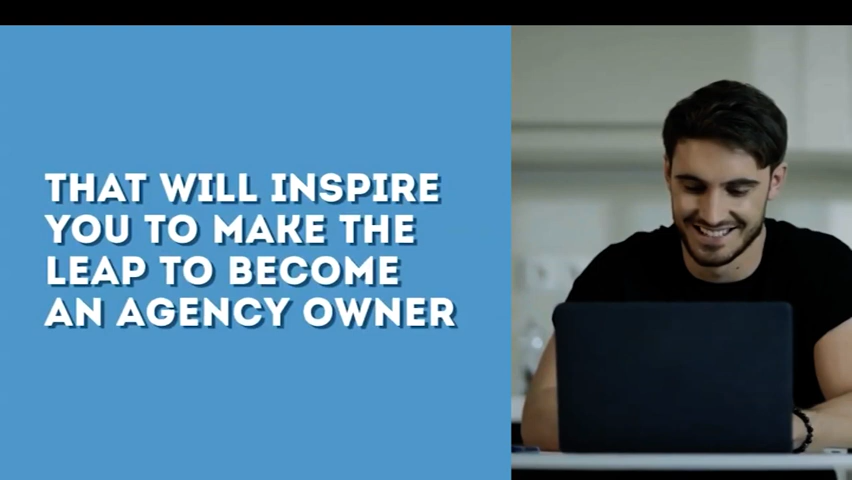 THAT WILL INSPIRE
YOU TO MAKE THE
LEAP TO BECOME
AN AGENCY OWNER